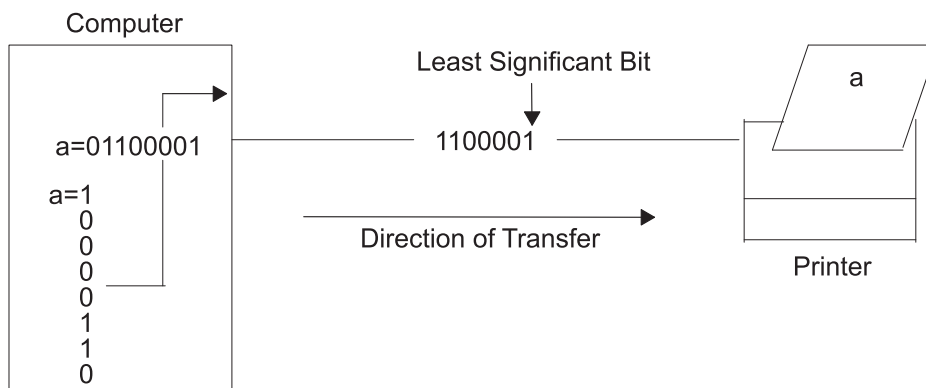 Computer
Least Significant Bit
a
a=01100001
1100001
a=1
0
0
0
0
1
1
0
Direction of Transfer
Printer